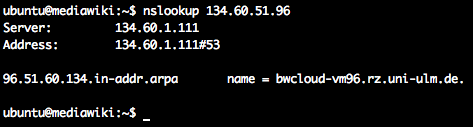 ubuntu@mediawiki:~$ nslookup 134.60.51.96
Server: 134.60.1.111
Address: 134.60.1.111#53
96.51.60.134.in-addr.arpa name = bwcloud-vm96.rz.uni-ulm.de.
ubuntu@mediawiki:~$ _